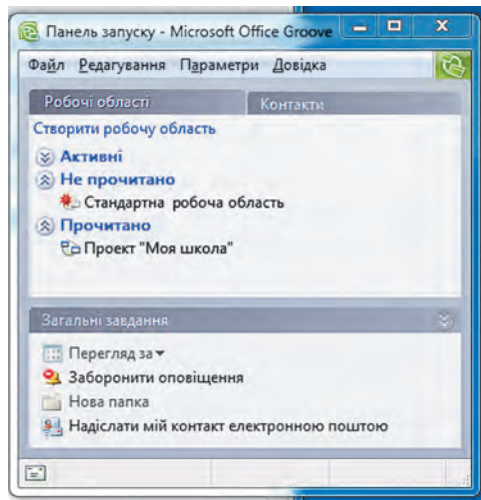 Панель запуску - Microsoft Office Groove
Файл Редагування Параметри Довідка
Робочі області Контакти
Створити робочу область
Активні
Не прочитано
Стандартна робоча область
Прочитано
Проект "Моя школа"
Загальні завдання
Перегляд за
Заборонити оповіщення
Нова папка
Надіслати мій контакт електронною поштою